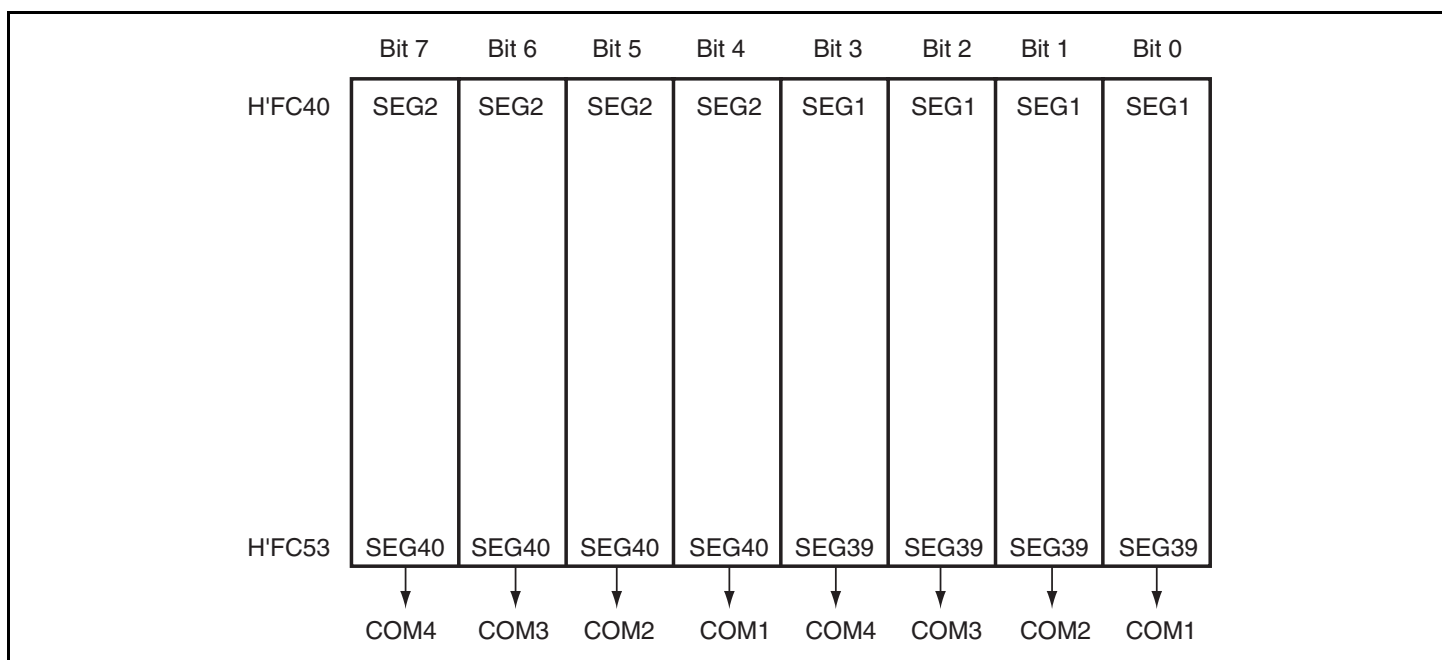 Bit 7 Bit 6 Bit 5 Bit 4 Bit 3 Bit 2 Bit 1 Bit 0
H'FC40 SEG2 SEG2 SEG2 SEG2 SEG1 SEG1 SEG1 SEG1
H'FC53 SEG40 SEG40 SEG40 SEG40 SEG39 SEG39 SEG39 SEG39
COM4 COM3 COM2 COM1 COM4 COM3 COM2 COM1